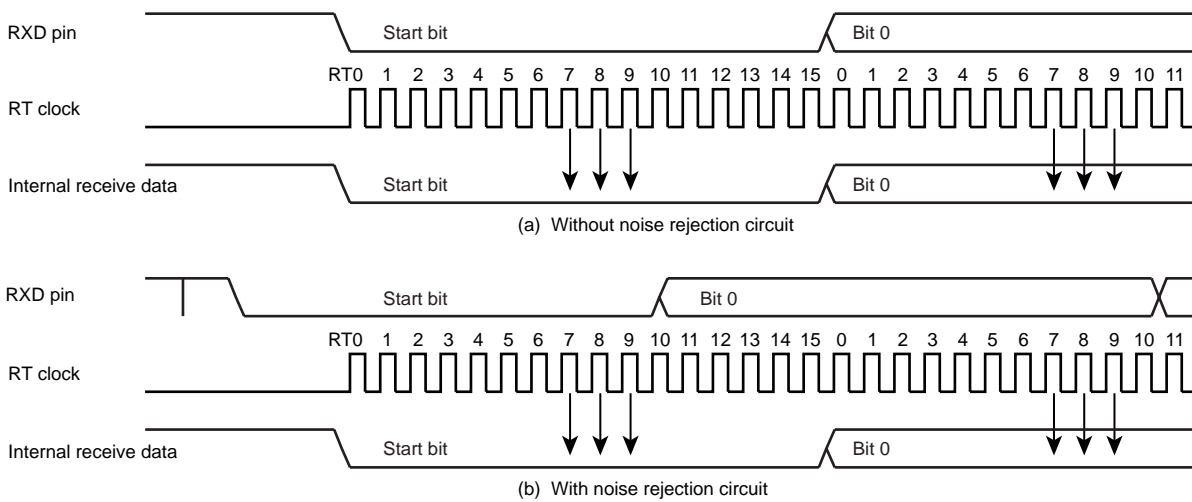 RXD pin Start bit Bit 0
RT0 1 2 3 4 5 6 7 8 9 10 11 12 13 14 15 0 1 2 3 4 5 6 7 8 9 10 11
RT clock
Internal receive data Start bit Bit 0
(a) Without noise rejection circuit
RXD pin Start bit Bit 0
RT0 1 2 3 4 5 6 7 8 9 10 11 12 13 14 15 0 1 2 3 4 5 6 7 8 9 10 11
RT clock
Internal receive data Start bit Bit 0
(b) With noise rejection circuit